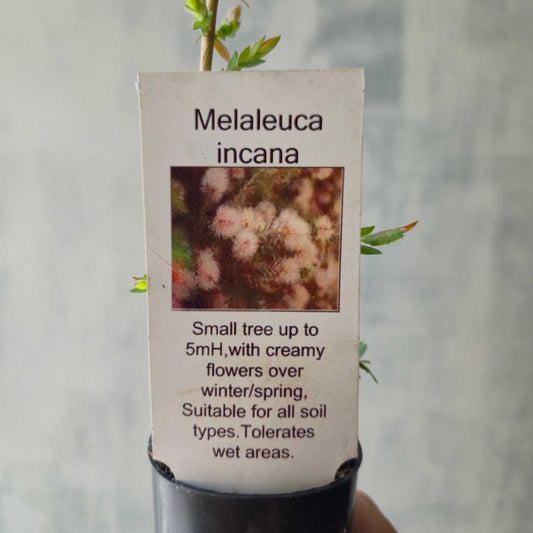 Melaleuca
incana
Small tree up to
5mH,with creamy
flowers over
winter/spring,
Suitable for all soil
types.Tolerates
wet areas.